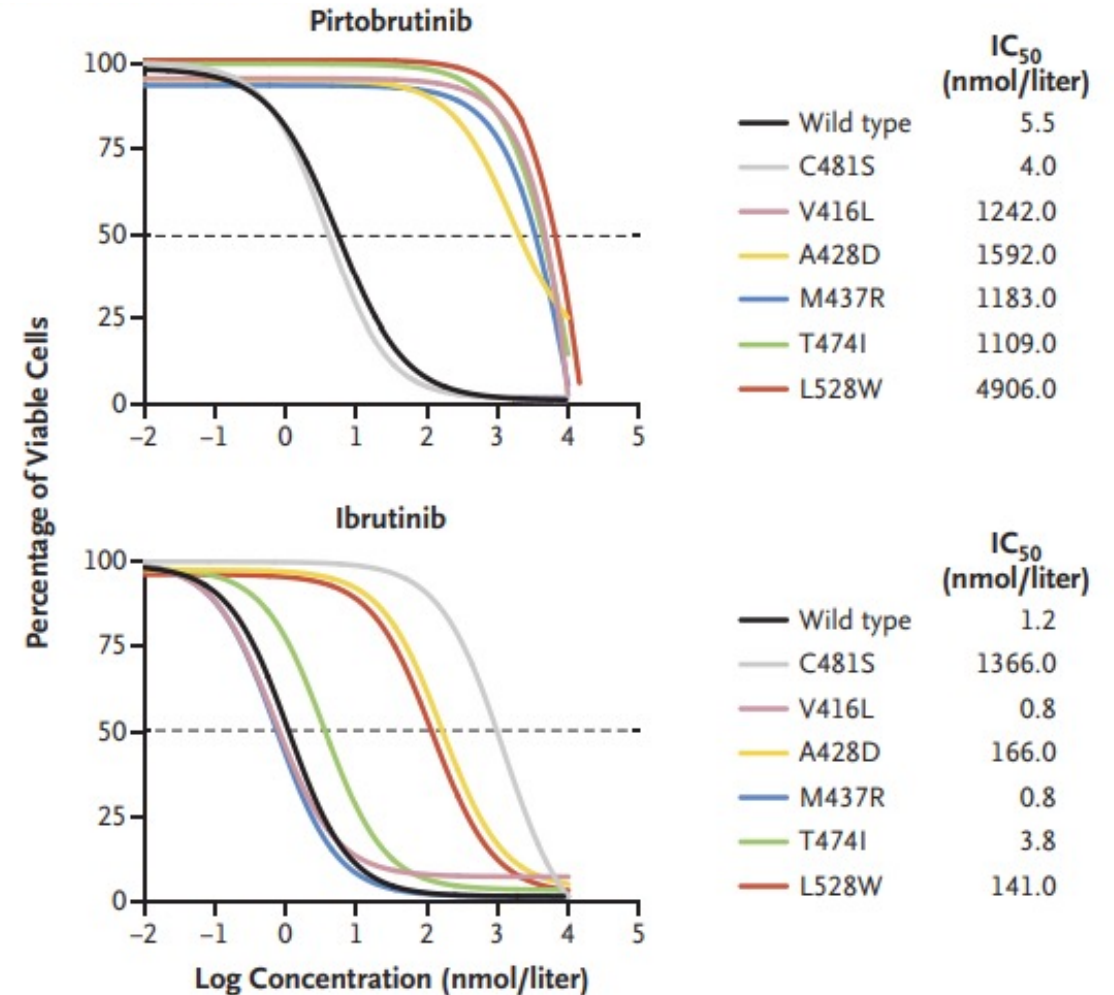 Pirtobrutinib
IC50
(nmol/liter)
100
75
50
25
0
−2 −1 0 1 2 3 4 5
Wild type 5.5
C481S 4.0
V416L 1242.0
A428D 1592.0
M437R 1183.0
T474I 1109.0
L528W 4906.0
Percentage of Viable Cells
Ibrutinib
IC50
(nmol/liter)
100
75
50
25
0
−2 −1 0 1 2 3 4 5
Wild type 1.2
C481S 1366.0
V416L 0.8
A428D 166.0
M437R 0.8
T474I 3.8
L528W 141.0
Log Concentration (nmol/liter)